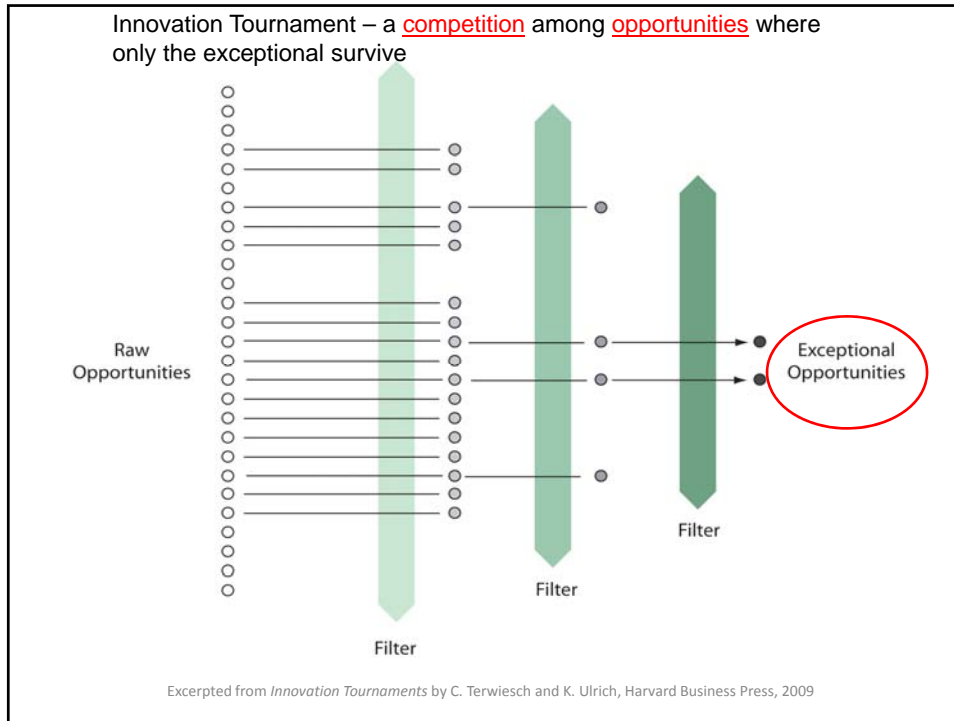 Innovation Tournament – a competition among opportunities where
only the exceptional survive
Raw
Opportunities
Exceptional
Opportunities
Filter
Filter
Filter
Excerpted from Innovation Tournaments by C. Terwiesch and K. Ulrich, Harvard Business Press, 2009